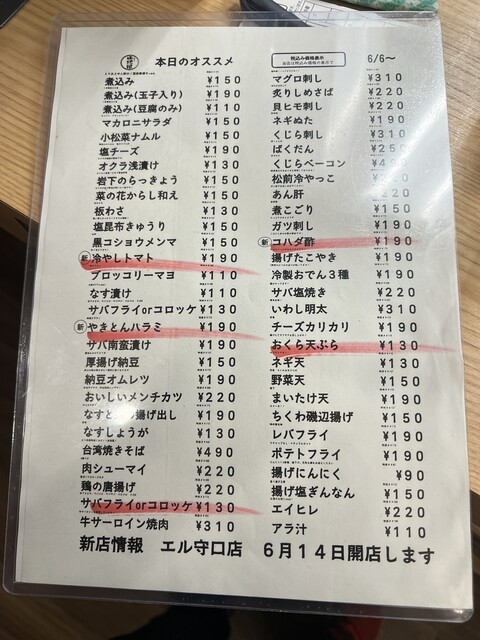 本日のオススメ
煮込み ¥150
煮込み(玉子入り) ¥190
煮込み(豆腐のみ) ¥110
マカロニサラダ ¥150
小松菜ナムル ¥150
塩チーズ ¥190
オクラ浅漬け ¥150
岩下のらっきょう ¥150
菜の花からし和え ¥150
板わさ ¥130
塩昆布きゅうり ¥150
黒コショウメンマ ¥150
新 冷やしトマト ¥190
ブロッコリーマヨ ¥110
なす漬け ¥110
サバフライorコロッケ ¥130
新 やきとんハラミ ¥190
サバ南蛮漬け ¥190
厚揚げ納豆 ¥150
納豆オムレツ ¥190
おいしいメンチカツ ¥220
なすと 揚げ出し ¥190
なすしょうが ¥130
台湾焼きそば ¥490
肉シューマイ ¥220
鶏の唐揚げ ¥220
サバフライorコロッケ ¥130
牛サーロイン焼肉 ¥310
税込み価格表示
6/6〜
マグロ刺し ¥310
炙りしめさば ¥220
貝ヒモ刺し ¥220
ネギぬた ¥190
くじら刺し ¥310
ばくだん ¥250
くじらベーコン
松前冷やっこ
あん肝 220
煮こごり ¥150
ガツ刺し ¥190
新 コハダ酢 ¥190
揚げたこやき ¥190
冷製おでん3種 ¥190
サバ塩焼き ¥220
いわし明太 ¥310
チーズカリカリ ¥190
おくら天ぷら ¥130
ネギ天 ¥130
野菜天 ¥150
まいたけ天 ¥190
ちくわ磯辺揚げ ¥150
レバフライ ¥190
ポテトフライ ¥190
揚げにんにく ¥90
揚げ塩ぎんなん ¥150
エイヒレ ¥220
アラ汁 ¥110
新店情報 エル守口店 6月14日開店します